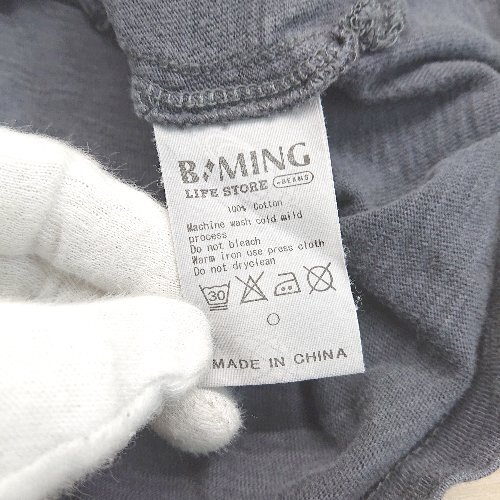 B♦MING
LIFE STORE by BEAMS
100% Cotton
Machine wash cold mild
process
Do not bleach
Warm iron use press cloth
Do not dryclean
30
MADE IN CHINA